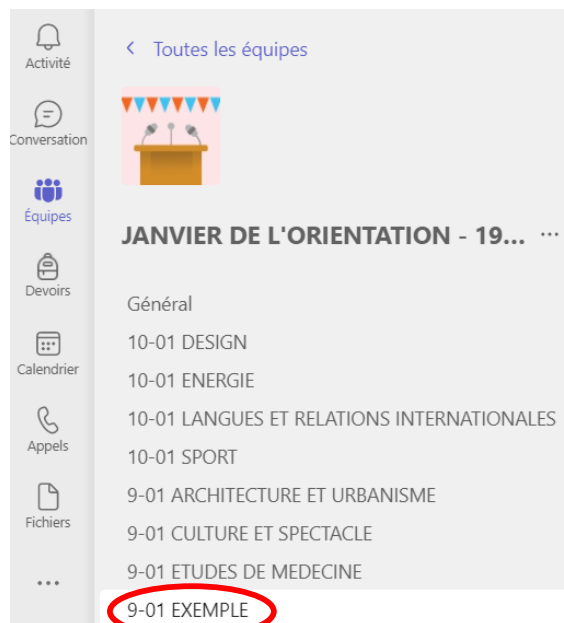 Activité
Conversation
Équipes
Devoirs
Calendrier
Appels
Fichiers
Toutes les équipes
JANVIER DE L'ORIENTATION - 19...
Général
10-01 DESIGN
10-01 ENERGIE
10-01 LANGUES ET RELATIONS INTERNATIONALES
10-01 SPORT
9-01 ARCHITECTURE ET URBANISME
9-01 CULTURE ET SPECTACLE
9-01 ETUDES DE MEDECINE
9-01 EXEMPLE